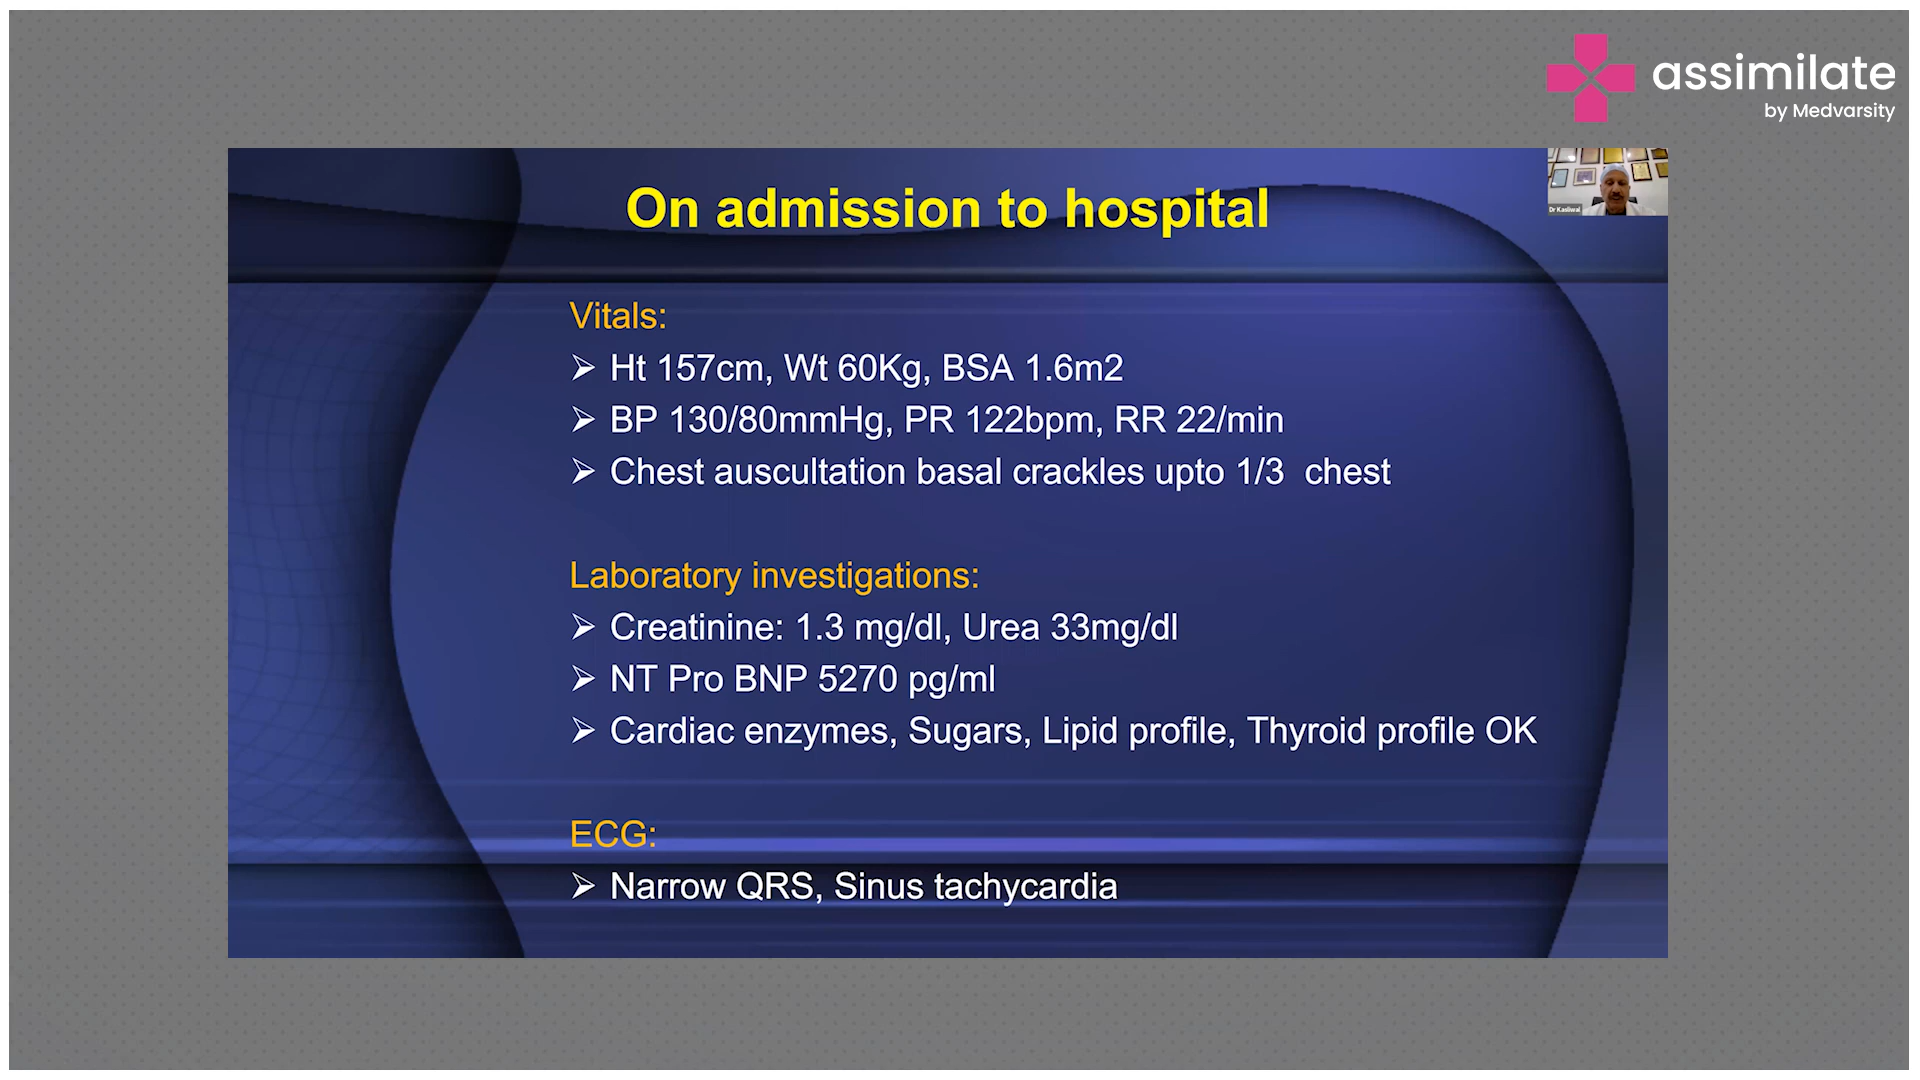 assimilate
by Medvarsity
On admission to hospital
Dr Kasliwal
Vitals:
➢ Ht 157cm, Wt 60Kg, BSA 1.6m2
➢ BP 130/80mmHg, PR 122bpm, RR 22/min
➢ Chest auscultation basal crackles upto 1/3 chest
Laboratory investigations:
➢ Creatinine: 1.3 mg/dl, Urea 33mg/dl
➢ NT Pro BNP 5270 pg/ml
➢ Cardiac enzymes, Sugars, Lipid profile, Thyroid profile OK
ECG:
➢ Narrow QRS, Sinus tachycardia